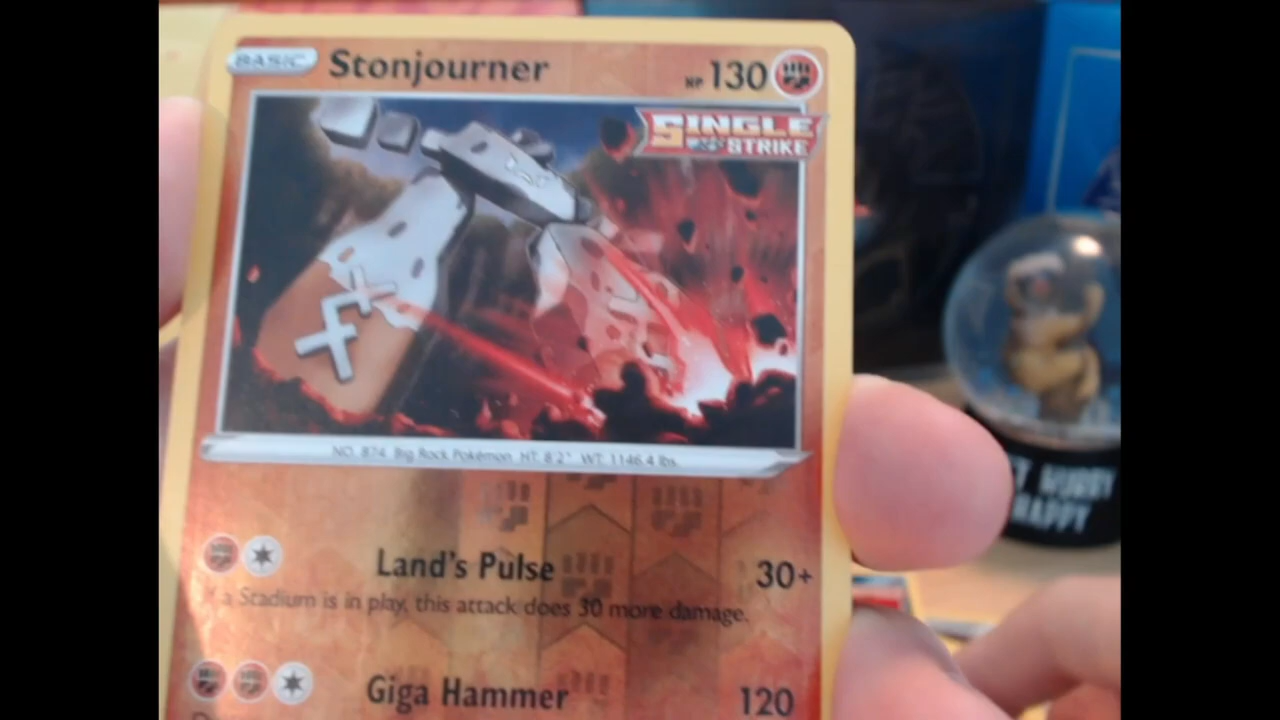 BASIC Stonjourner HP 130
SINGLE
STRIKE
NO. 874 Big Rock Pokémon HT: 8'2" WT: 1146.4 lbs.
Land's Pulse 30+
a Stadium is in play, this attack does 30 more damage.
Giga Hammer 120
HAPPY